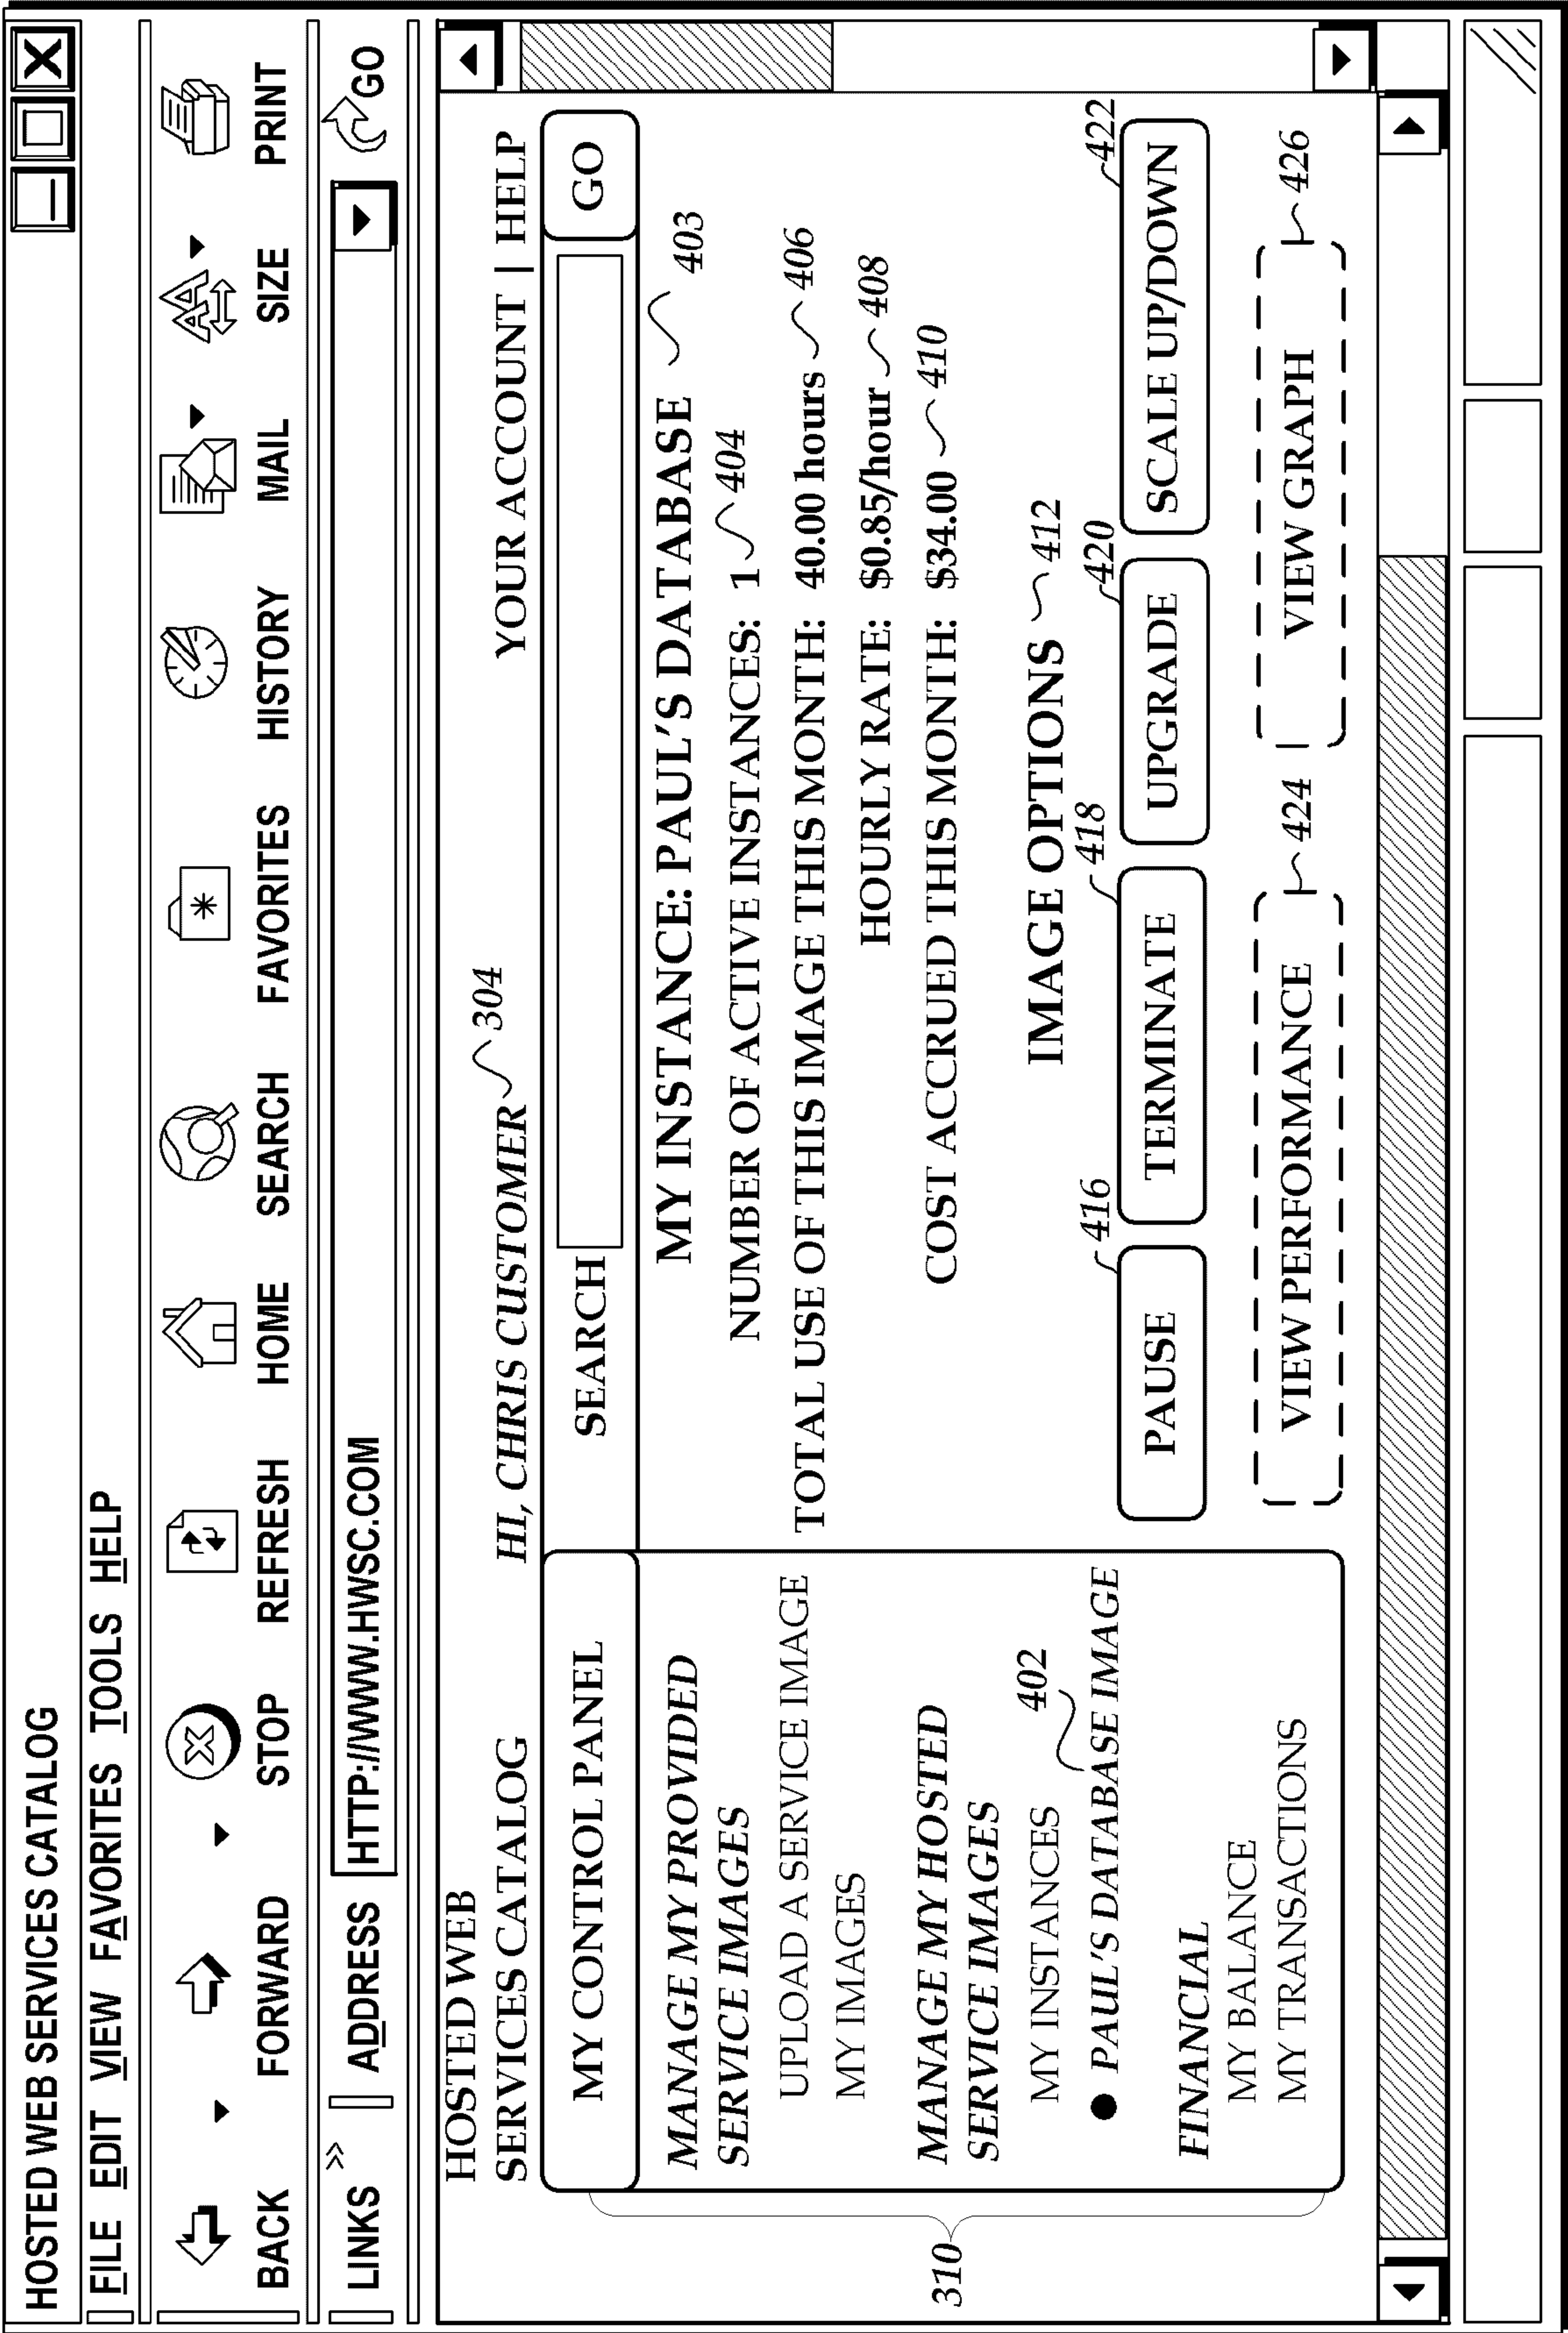 HOSTED WEB SERVICES CATALOG
FILE EDIT VIEW FAVORITES TOOLS HELP
BACK FORWARD STOP REFRESH HOME SEARCH FAVORITES HISTORY MAIL SIZE PRINT
LINKS » ADDRESS HTTP://WWW.HWSC.COM GO
HOSTED WEB
SERVICES CATALOG
HI, CHRIS CUSTOMER 304
YOUR ACCOUNT | HELP
MY CONTROL PANEL
MANAGE MY PROVIDED
SERVICE IMAGES
UPLOAD A SERVICE IMAGE
MY IMAGES
MANAGE MY HOSTED
SERVICE IMAGES
MY INSTANCES 402
● PAUL'S DATABASE IMAGE
FINANCIAL
MY BALANCE
MY TRANSACTIONS
310
SEARCH GO
MY INSTANCE: PAUL'S DATABASE 403
NUMBER OF ACTIVE INSTANCES: 1 404
TOTAL USE OF THIS IMAGE THIS MONTH: 40.00 hours 406
HOURLY RATE: $0.85/hour 408
COST ACCRUED THIS MONTH: $34.00 410
IMAGE OPTIONS 412
416 418 420 422
PAUSE TERMINATE UPGRADE SCALE UP/DOWN
VIEW PERFORMANCE 424 VIEW GRAPH 426